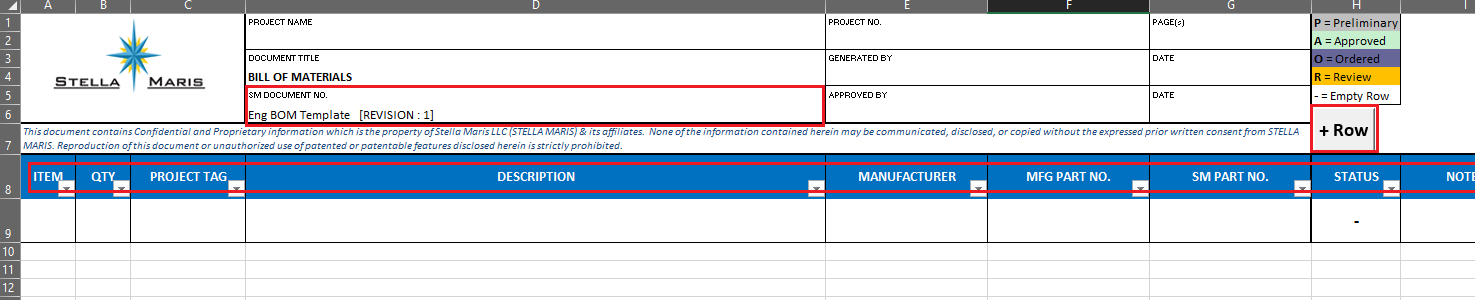 A B C D E F G H I
1 PROJECT NAME PROJECT NO. PAGE(s) P = Preliminary
2 A = Approved
3 DOCUMENT TITLE GENERATED BY DATE O = Ordered
4 BILL OF MATERIALS R = Review
STELLA MARIS
5 SM DOCUMENT NO. APPROVED BY DATE - = Empty Row
6 Eng BOM Template [REVISION : 1]
This document contains Confidential and Proprietary information which is the property of Stella Maris LLC (STELLA MARIS) & its affiliates. None of the information contained herein may be communicated, disclosed, or copied without the expressed prior written consent from STELLA
7 MARIS. Reproduction of this document or unauthorized use of patented or patentable features disclosed herein is strictly prohibited.
+ Row
8 ITEM QTY PROJECT TAG DESCRIPTION MANUFACTURER MFG PART NO. SM PART NO. STATUS NOTE
9 -
10
11
12